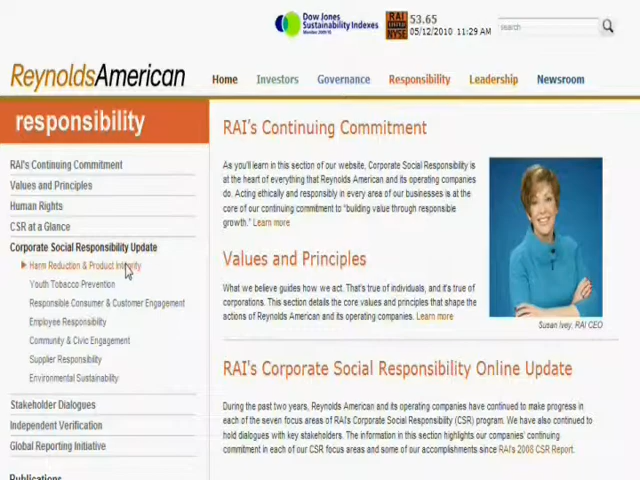 Dow Jones
Sustainability Indexes
Member 2009/10
RAI
NYSE
53.65
05/12/2010 11:29 AM
search
ReynoldsAmerican
Home Investors Governance Responsibility Leadership Newsroom
responsibility
RAI's Continuing Commitment
Values and Principles
Human Rights
CSR at a Glance
Corporate Social Responsibility Update
Harm Reduction & Product Integrity
Youth Tobacco Prevention
Responsible Consumer & Customer Engagement
Employee Responsibility
Community & Civic Engagement
Supplier Responsibility
Environmental Sustainability
Stakeholder Dialogues
Independent Verification
Global Reporting Initiative
Publications
RAI's Continuing Commitment
As you'll learn in this section of our website, Corporate Social Responsibility is
at the heart of everything that Reynolds American and its operating companies
do. Acting ethically and responsibly in every area of our businesses is at the
core of our continuing commitment to "building value through responsible
growth." Learn more
Values and Principles
What we believe guides how we act. That's true of individuals, and it's true of
corporations. This section details the core values and principles that shape the
actions of Reynolds American and its operating companies. Learn more
Susan Ivey, RAI CEO
RAI's Corporate Social Responsibility Online Update
During the past two years, Reynolds American and its operating companies have continued to make progress in
each of the seven focus areas of RAI's Corporate Social Responsibility (CSR) program. We have also continued to
hold dialogues with key stakeholders. The information in this section highlights our companies' continuing
commitment in each of our CSR focus areas and some of our accomplishments since RAI's 2008 CSR Report.